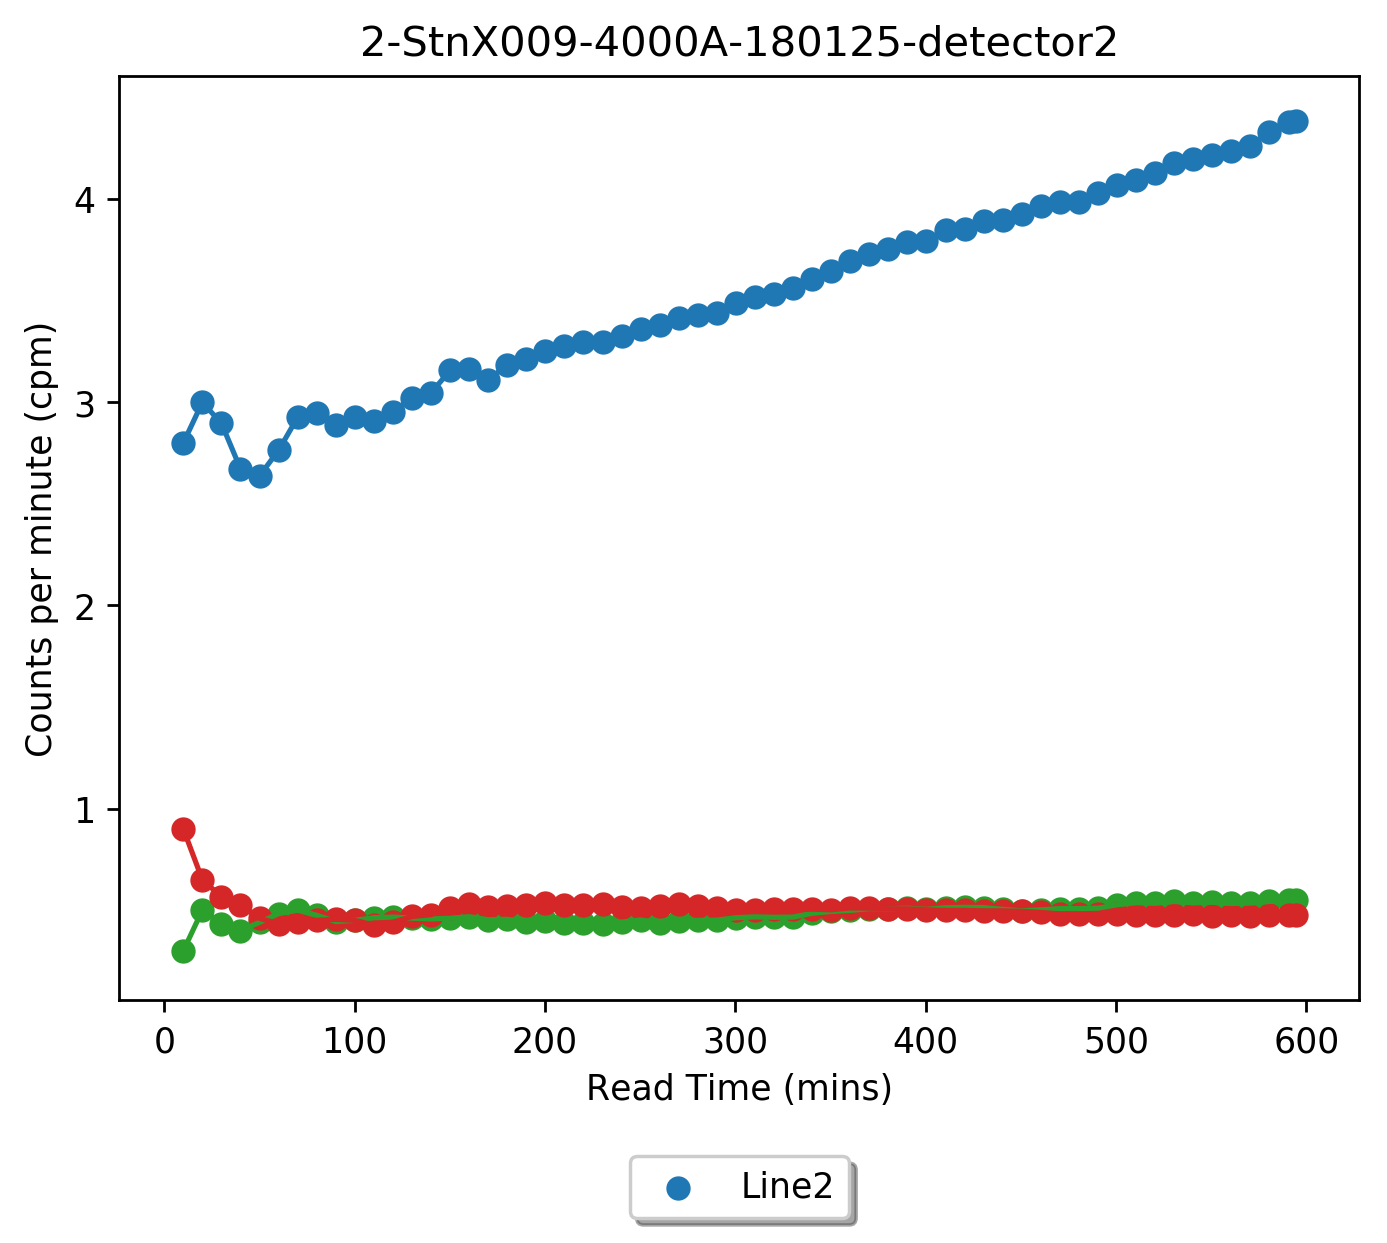 2-StnX009-4000A-180125-detector2
Counts per minute (cpm)
4
3
2
1
0 100 200 300 400 500 600
Read Time (mins)
Line2